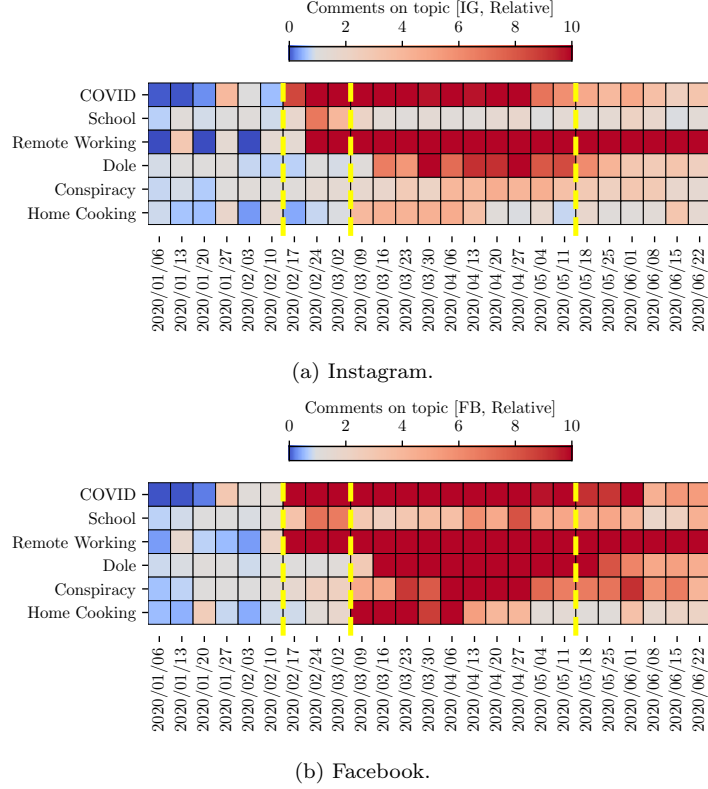 Comments on topic [IG, Relative]
0 2 4 6 8 10
COVID
School
Remote Working
Dole
Conspiracy
Home Cooking
2020/01/06
2020/01/13
2020/01/20
2020/01/27
2020/02/03
2020/02/10
2020/02/17
2020/02/24
2020/03/02
2020/03/09
2020/03/16
2020/03/23
2020/03/30
2020/04/06
2020/04/13
2020/04/20
2020/04/27
2020/05/04
2020/05/11
2020/05/18
2020/05/25
2020/06/01
2020/06/08
2020/06/15
2020/06/22
(a) Instagram.
Comments on topic [FB, Relative]
0 2 4 6 8 10
COVID
School
Remote Working
Dole
Conspiracy
Home Cooking
2020/01/06
2020/01/13
2020/01/20
2020/01/27
2020/02/03
2020/02/10
2020/02/17
2020/02/24
2020/03/02
2020/03/09
2020/03/16
2020/03/23
2020/03/30
2020/04/06
2020/04/13
2020/04/20
2020/04/27
2020/05/04
2020/05/11
2020/05/18
2020/05/25
2020/06/01
2020/06/08
2020/06/15
2020/06/22
(b) Facebook.